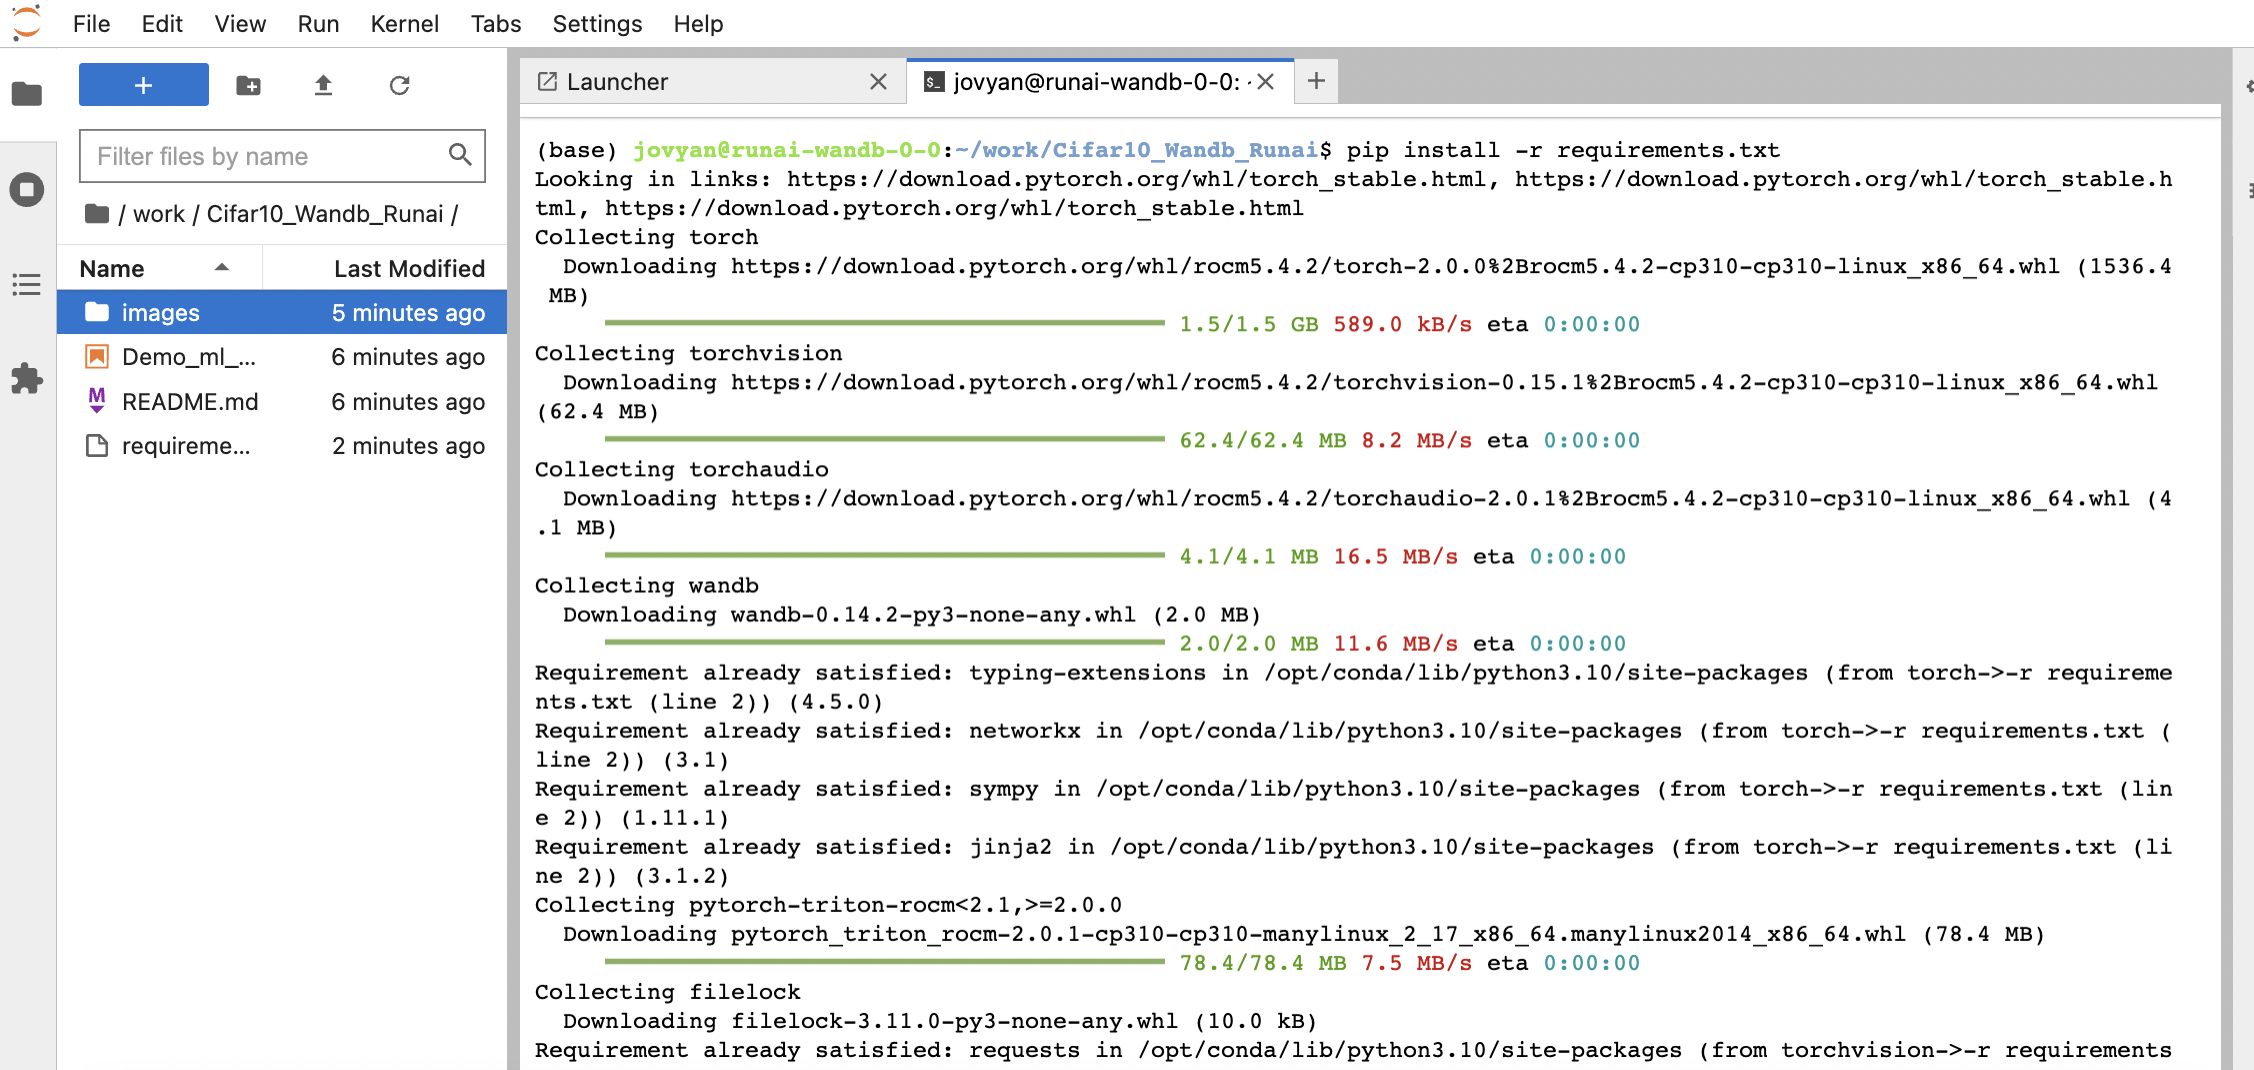 File Edit View Run Kernel Tabs Settings Help
+
Filter files by name
/ work / Cifar10_Wandb_Runai /
Name Last Modified
images 5 minutes ago
Demo_ml_... 6 minutes ago
README.md 6 minutes ago
requireme... 2 minutes ago
Launcher
jovyan@runai-wandb-0-0: ·
(base) jovyan@runai-wandb-0-0:~/work/Cifar10_Wandb_Runai$ pip install -r requirements.txt
Looking in links: https://download.pytorch.org/whl/torch_stable.html, https://download.pytorch.org/whl/torch_stable.h
tml, https://download.pytorch.org/whl/torch_stable.html
Collecting torch
Downloading https://download.pytorch.org/whl/rocm5.4.2/torch-2.0.0%2Brocm5.4.2-cp310-cp310-linux_x86_64.whl (1536.4
MB)
1.5/1.5 GB 589.0 kB/s eta 0:00:00
Collecting torchvision
Downloading https://download.pytorch.org/whl/rocm5.4.2/torchvision-0.15.1%2Brocm5.4.2-cp310-cp310-linux_x86_64.whl
(62.4 MB)
62.4/62.4 MB 8.2 MB/s eta 0:00:00
Collecting torchaudio
Downloading https://download.pytorch.org/whl/rocm5.4.2/torchaudio-2.0.1%2Brocm5.4.2-cp310-cp310-linux_x86_64.whl (4
.1 MB)
4.1/4.1 MB 16.5 MB/s eta 0:00:00
Collecting wandb
Downloading wandb-0.14.2-py3-none-any.whl (2.0 MB)
2.0/2.0 MB 11.6 MB/s eta 0:00:00
Requirement already satisfied: typing-extensions in /opt/conda/lib/python3.10/site-packages (from torch->-r requireme
nts.txt (line 2)) (4.5.0)
Requirement already satisfied: networkx in /opt/conda/lib/python3.10/site-packages (from torch->-r requirements.txt (
line 2)) (3.1)
Requirement already satisfied: sympy in /opt/conda/lib/python3.10/site-packages (from torch->-r requirements.txt (lin
e 2)) (1.11.1)
Requirement already satisfied: jinja2 in /opt/conda/lib/python3.10/site-packages (from torch->-r requirements.txt (li
ne 2)) (3.1.2)
Collecting pytorch-triton-rocm<2.1,>=2.0.0
Downloading pytorch_triton_rocm-2.0.1-cp310-cp310-manylinux_2_17_x86_64.manylinux2014_x86_64.whl (78.4 MB)
78.4/78.4 MB 7.5 MB/s eta 0:00:00
Collecting filelock
Downloading filelock-3.11.0-py3-none-any.whl (10.0 kB)
Requirement already satisfied: requests in /opt/conda/lib/python3.10/site-packages (from torchvision->-r requirements